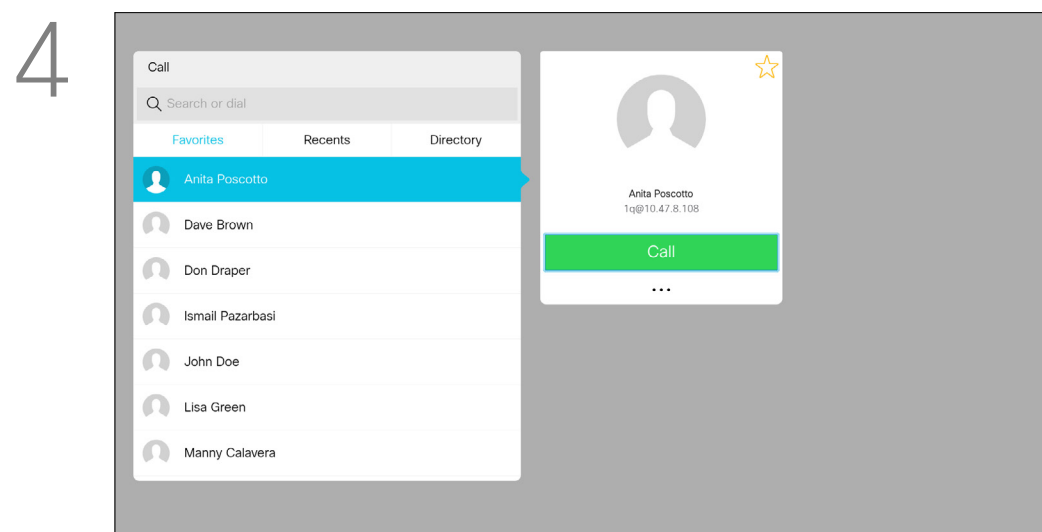 4
Call
Search or dial
Favorites Recents Directory
Anita Poscotto
Dave Brown
Don Draper
Ismail Pazarbasi
John Doe
Lisa Green
Manny Calavera
Anita Poscotto
1q@10.47.8.108
Call
...